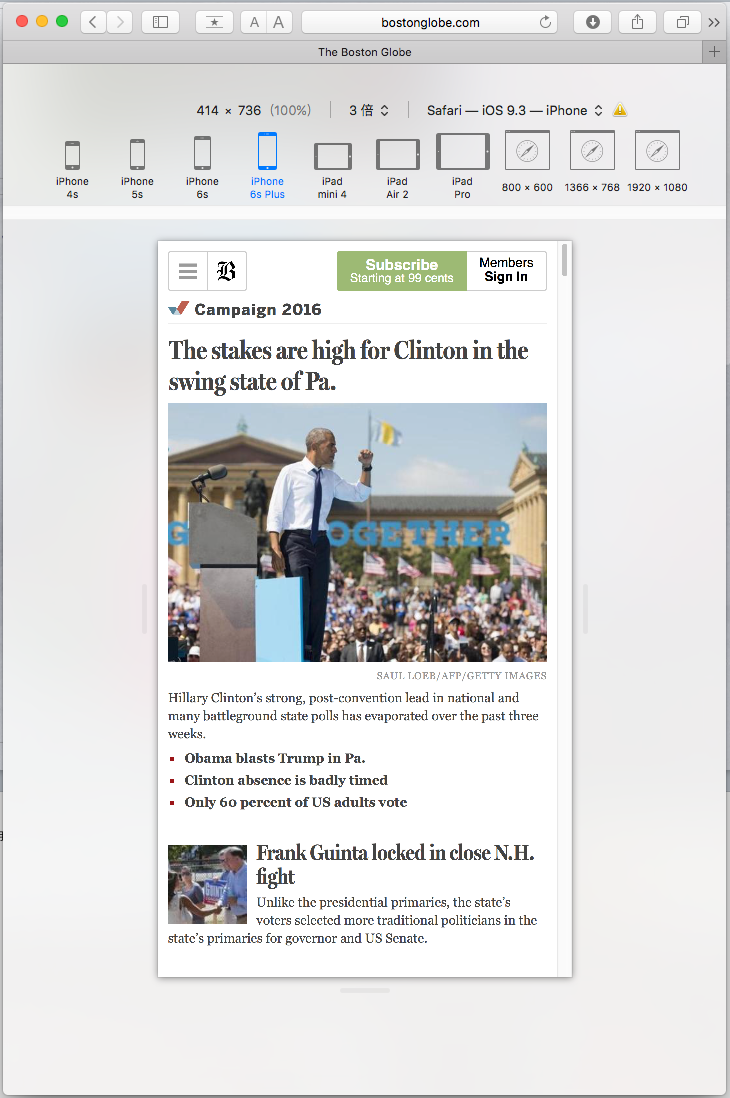 A A
bostonglobe.com
The Boston Globe
414 × 736 (100%) 3 倍 Safari — iOS 9.3 — iPhone
iPhone 4s
iPhone 5s
iPhone 6s
iPhone 6s Plus
iPad mini 4
iPad Air 2
iPad Pro
800 × 600
1366 × 768
1920 × 1080
B
Subscribe
Starting at 99 cents
Members
Sign In
Campaign 2016
The stakes are high for Clinton in the
swing state of Pa.
G OGETHER
SAUL LOEB/AFP/GETTY IMAGES
Hillary Clinton's strong, post-convention lead in national and
many battleground state polls has evaporated over the past three
weeks.
Obama blasts Trump in Pa.
Clinton absence is badly timed
Only 60 percent of US adults vote
Frank Guinta locked in close N.H.
fight
Unlike the presidential primaries, the state's
voters selected more traditional politicians in the
state's primaries for governor and US Senate.